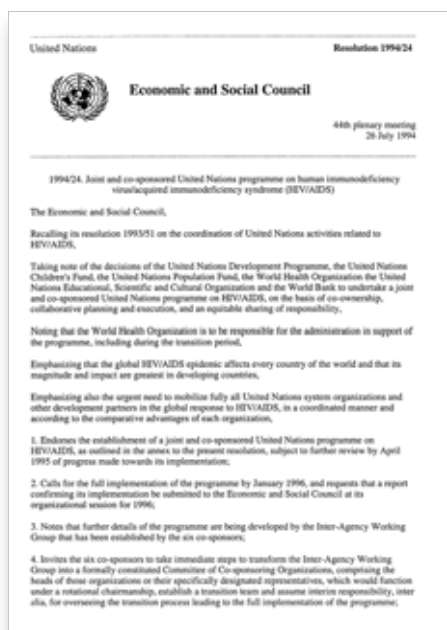 United Nations
Resolution 1994/24
Economic and Social Council
44th plenary meeting
26 July 1994
1994/24. Joint and co-sponsored United Nations programme on human immunodeficiency
virus/acquired immunodeficiency syndrome (HIV/AIDS)
The Economic and Social Council,
Recalling its resolution 1993/51 on the coordination of United Nations activities related to
HIV/AIDS,
Taking note of the decisions of the United Nations Development Programme, the United Nations
Children's Fund, the United Nations Population Fund, the World Health Organization the United
Nations Educational, Scientific and Cultural Organization and the World Bank to undertake a joint
and co-sponsored United Nations programme on HIV/AIDS, on the basis of co-ownership,
collaborative planning and execution, and an equitable sharing of responsibility,
Noting that the World Health Organization is to be responsible for the administration in support of
the programme, including during the transition period,
Emphasizing that the global HIV/AIDS epidemic affects every country of the world and that its
magnitude and impact are greatest in developing countries,
Emphasizing also the urgent need to mobilize fully all United Nations system organizations and
other development partners in the global response to HIV/AIDS, in a coordinated manner and
according to the comparative advantages of each organization,
1. Endorses the establishment of a joint and co-sponsored United Nations programme on
HIV/AIDS, as outlined in the annex to the present resolution, subject to further review by April
1995 of progress made towards its implementation;
2. Calls for the full implementation of the programme by January 1996, and requests that a report
confirming its implementation be submitted to the Economic and Social Council at its
organizational session for 1996;
3. Notes that further details of the programme are being developed by the Inter-Agency Working
Group that has been established by the six co-sponsors;
4. Invites the six co-sponsors to take immediate steps to transform the Inter-Agency Working
Group into a formally constituted Committee of Co-sponsoring Organizations, comprising the
heads of those organizations or their specifically designated representatives, which would function
under a rotational chairmanship, establish a transition team and assume interim responsibility, inter
alia, for overseeing the transition process leading to the full implementation of the programme;